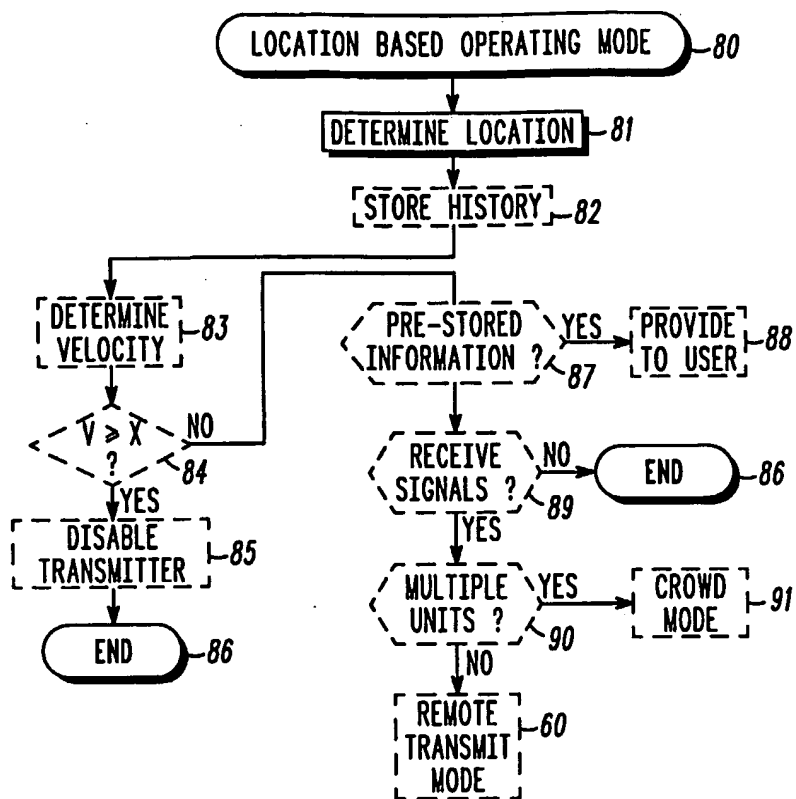 LOCATION BASED OPERATING MODE
80
DETERMINE LOCATION
81
STORE HISTORY
82
DETERMINE
VELOCITY
83
V ⩾ X
?
84
NO
YES
DISABLE
TRANSMITTER
85
END
86
PRE-STORED
INFORMATION ?
87
YES
PROVIDE
TO USER
88
RECEIVE
SIGNALS ?
89
NO
END
86
YES
MULTIPLE
UNITS ?
90
YES
CROWD
MODE
91
NO
REMOTE
TRANSMIT
MODE
60